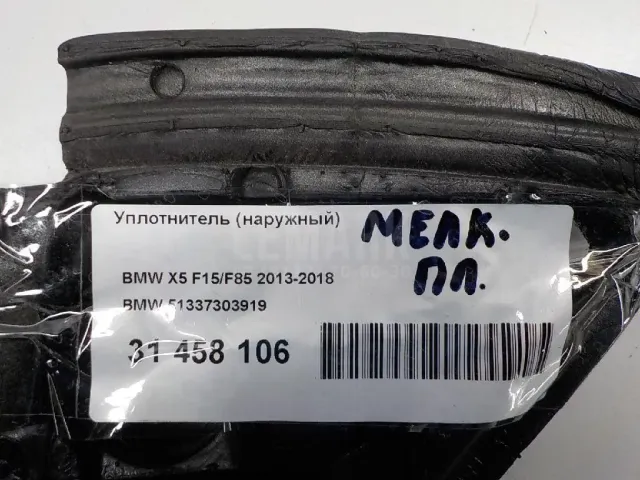 Уплотнитель (наружный)
МЕЛК.
ПЛ.
BMW X5 F15/F85 2013-2018
BMW 51337303919
31 458 106